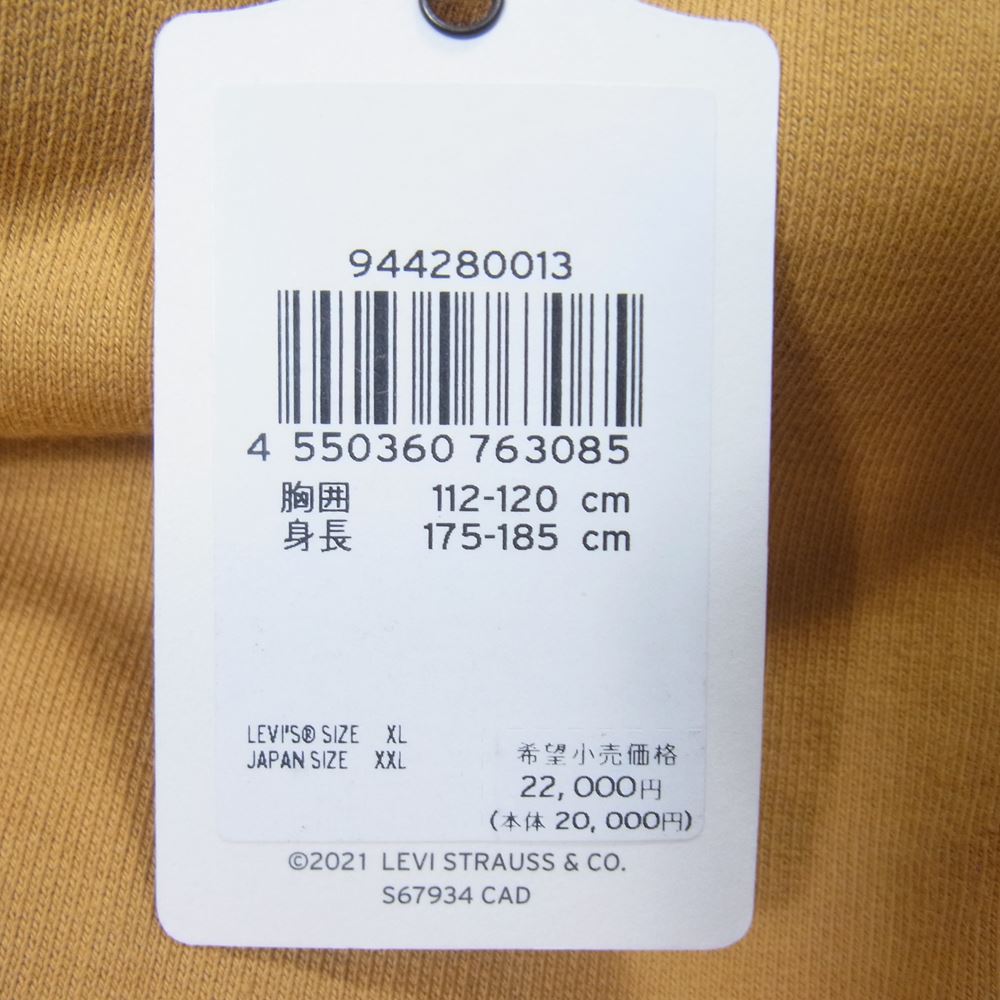 944280013
4 550360 763085
胸囲 112-120 cm
身長 175-185 cm
LEVI'S® SIZE XL
JAPAN SIZE XXL
希望小売価格
22,000円
(本体 20,000円)
©2021 LEVI STRAUSS & CO.
S67934 CAD